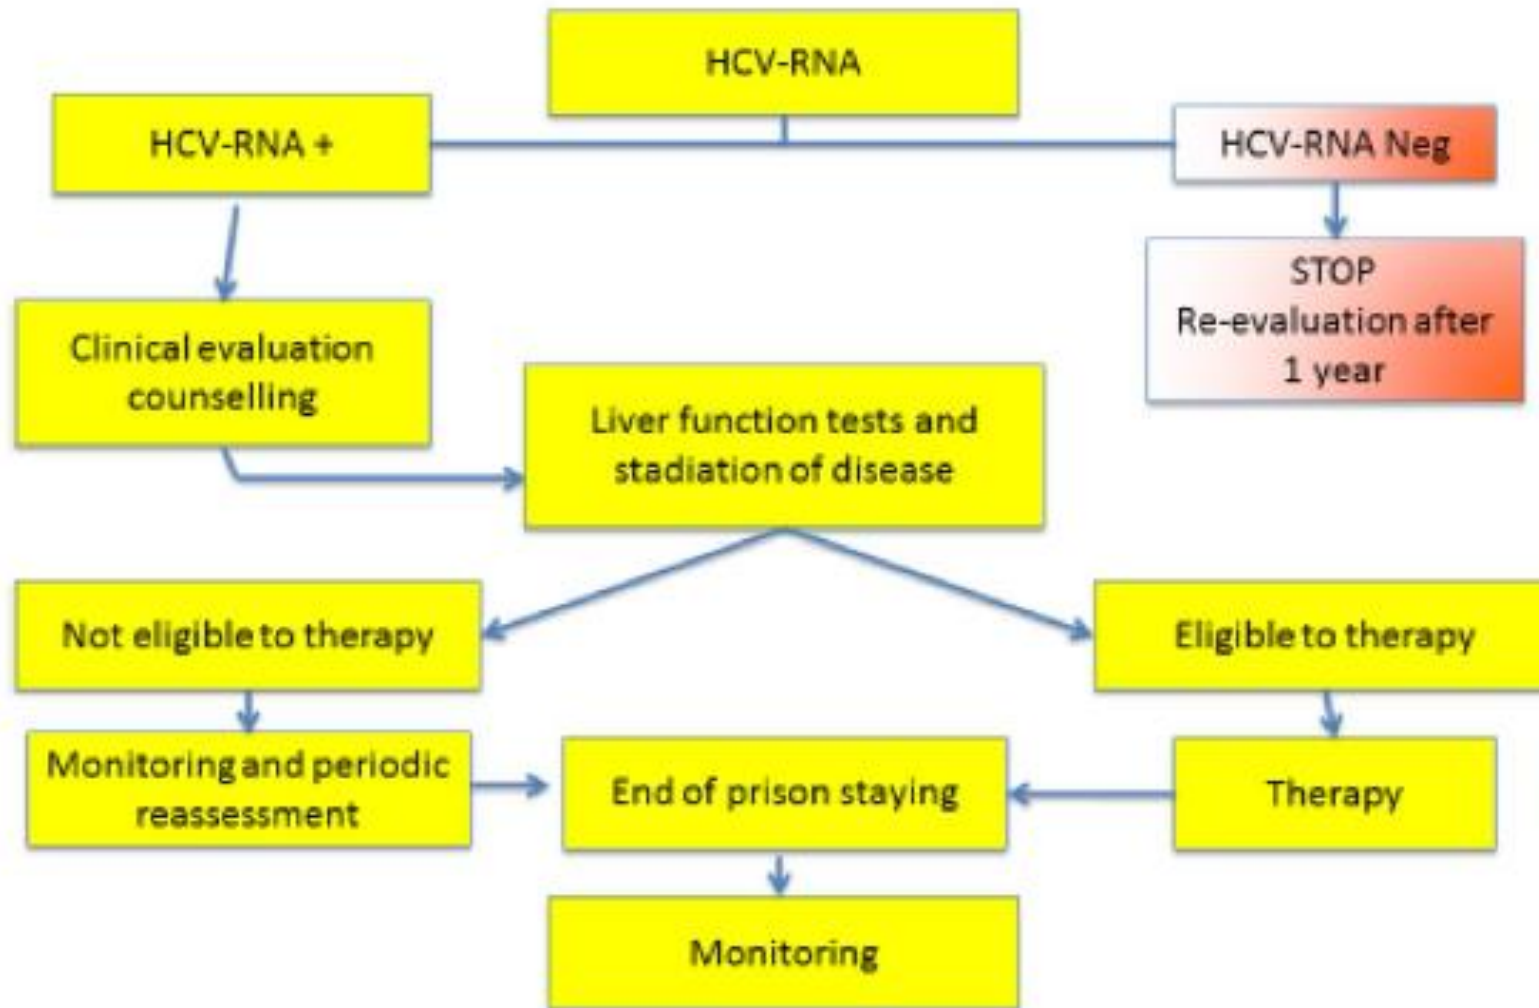 HCV-RNA
HCV-RNA +
HCV-RNA Neg
STOP
Re-evaluation after
1 year
Clinical evaluation
counselling
Liver function tests and
stadiation of disease
Not eligible to therapy
Eligible to therapy
Monitoring and periodic
reassessment
End of prison staying
Therapy
Monitoring